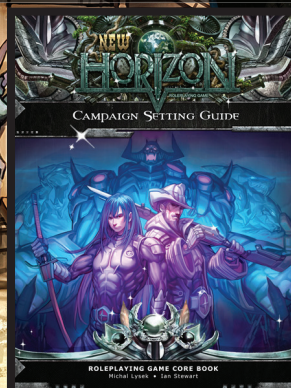 NEW
HORIZON
ROLEPLAYING GAME
CAMPAIGN SETTING GUIDE
ROLEPLAYING GAME CORE BOOK
Michal Lysek • Ian Stewart